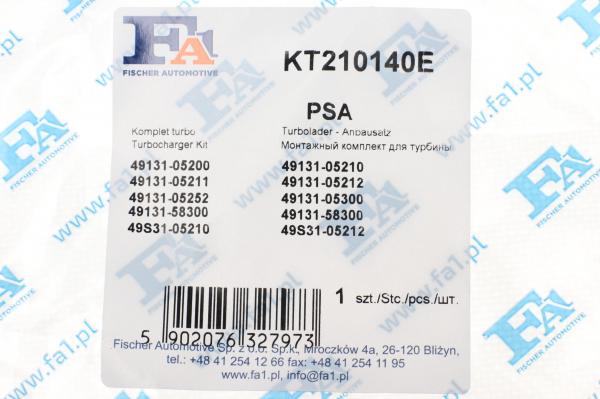 FA1
FISCHER AUTOMOTIVE
KT210140E
PSA
Komplet turbo
Turbocharger Kit
Turbolader - Anbausatz
Монтажный комплект для турбины
49131-05200 49131-05210
49131-05211 49131-05212
49131-05252 49131-05300
49131-58300 49131-58300
49S31-05210 49S31-05212
1 szt./Stc./pcs./шт.
5 902076 327973
Fischer Automotive Sp. z o.o. Sp.k., Mroczków 4a, 26-120 Bliżyn,
tel.: +48 41 254 12 66 fax: +48 41 254 11 95
www.fa1.pl, info@fa1.pl
www.fa1.pl